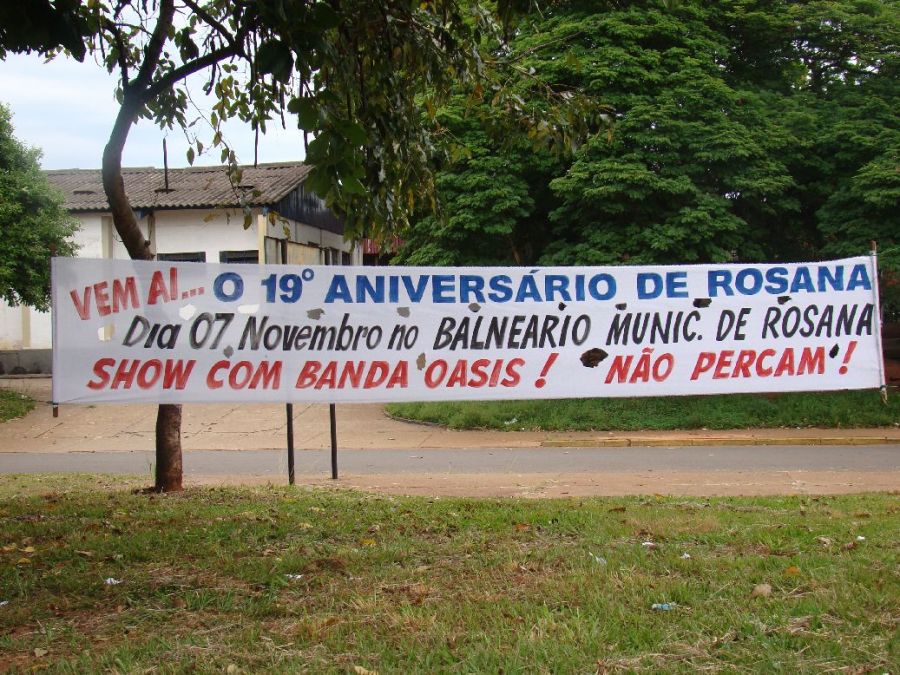 VEM AI... O 19º ANIVERSÁRIO DE ROSANA
Dia 07 Novembro no BALNEARIO MUNIC. DE ROSANA
SHOW COM BANDA OASIS! NÃO PERCAM!